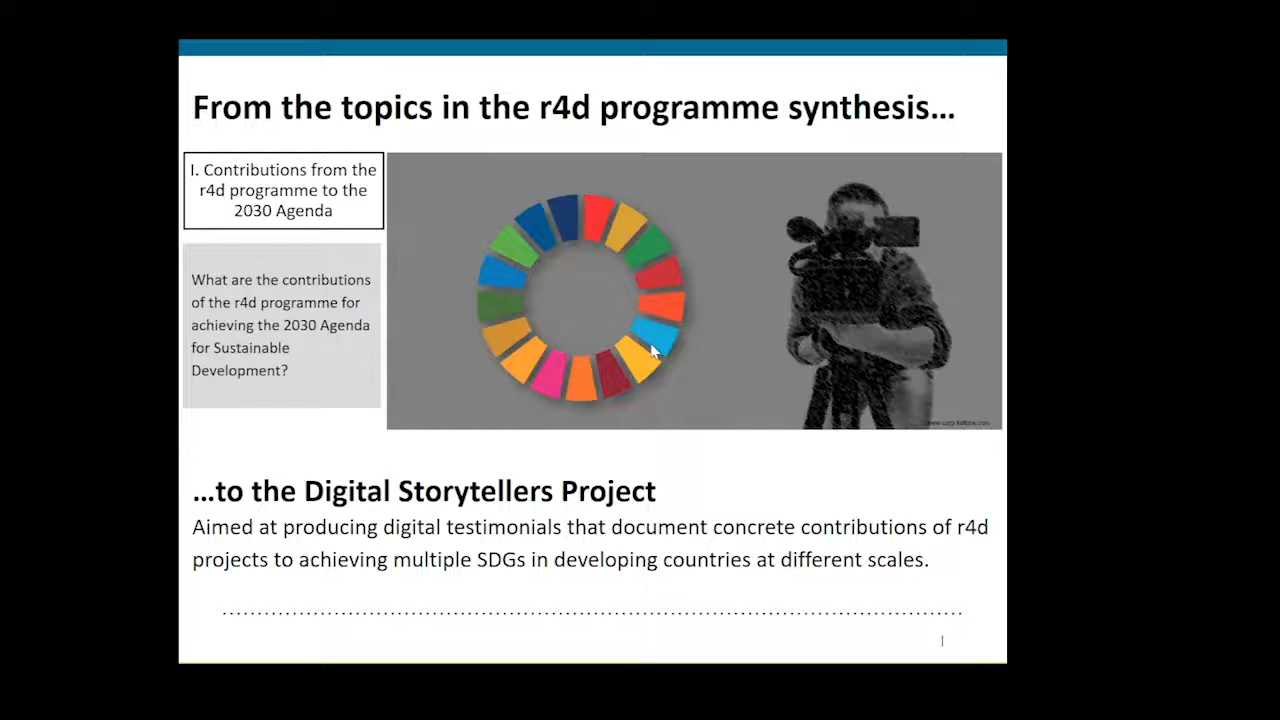 From the topics in the r4d programme synthesis…
I. Contributions from the
r4d programme to the
2030 Agenda
What are the contributions
of the r4d programme for
achieving the 2030 Agenda
for Sustainable
Development?
…to the Digital Storytellers Project
Aimed at producing digital testimonials that document concrete contributions of r4d
projects to achieving multiple SDGs in developing countries at different scales.